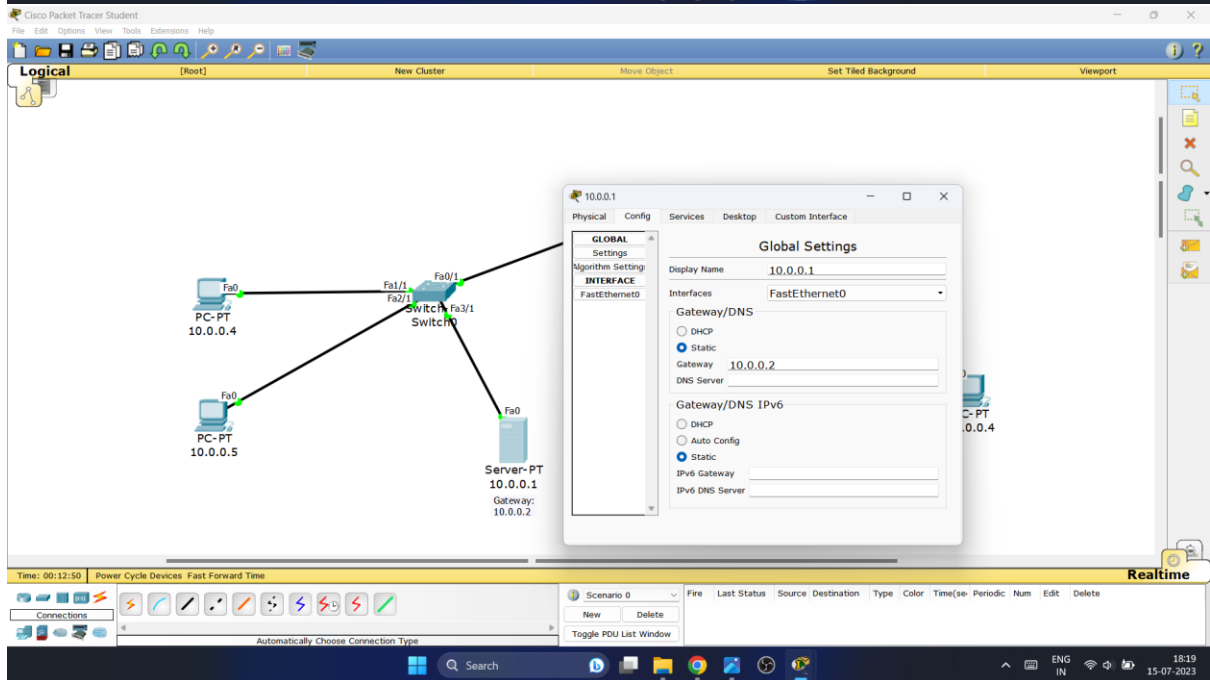 Cisco Packet Tracer Student
File Edit Options View Tools Extensions Help
Logical [Root] New Cluster Move Object Set Tiled Background Viewport
10.0.0.1
Physical Config Services Desktop Custom Interface
GLOBAL
Settings
Algorithm Settings
INTERFACE
FastEthernet0
Global Settings
Display Name 10.0.0.1
Interfaces FastEthernet0
Gateway/DNS
DHCP
Static
Gateway 10.0.0.2
DNS Server
Gateway/DNS IPv6
DHCP
Auto Config
Static
IPv6 Gateway
IPv6 DNS Server
Fa0
PC-PT
10.0.0.4
Fa1/1
Fa0/1
Fa2/1
Fa3/1
Switch
Switch0
Fa0
PC-PT
10.0.0.5
Fa0
Server-PT
10.0.0.1
Gateway:
10.0.0.2
C-PT
.0.0.4
Time: 00:12:50 Power Cycle Devices Fast Forward Time Realtime
Connections
Automatically Choose Connection Type
Scenario 0
New Delete
Toggle PDU List Window
Fire Last Status Source Destination Type Color Time(se Periodic Num Edit Delete
Search
ENG
IN
18:19
15-07-2023